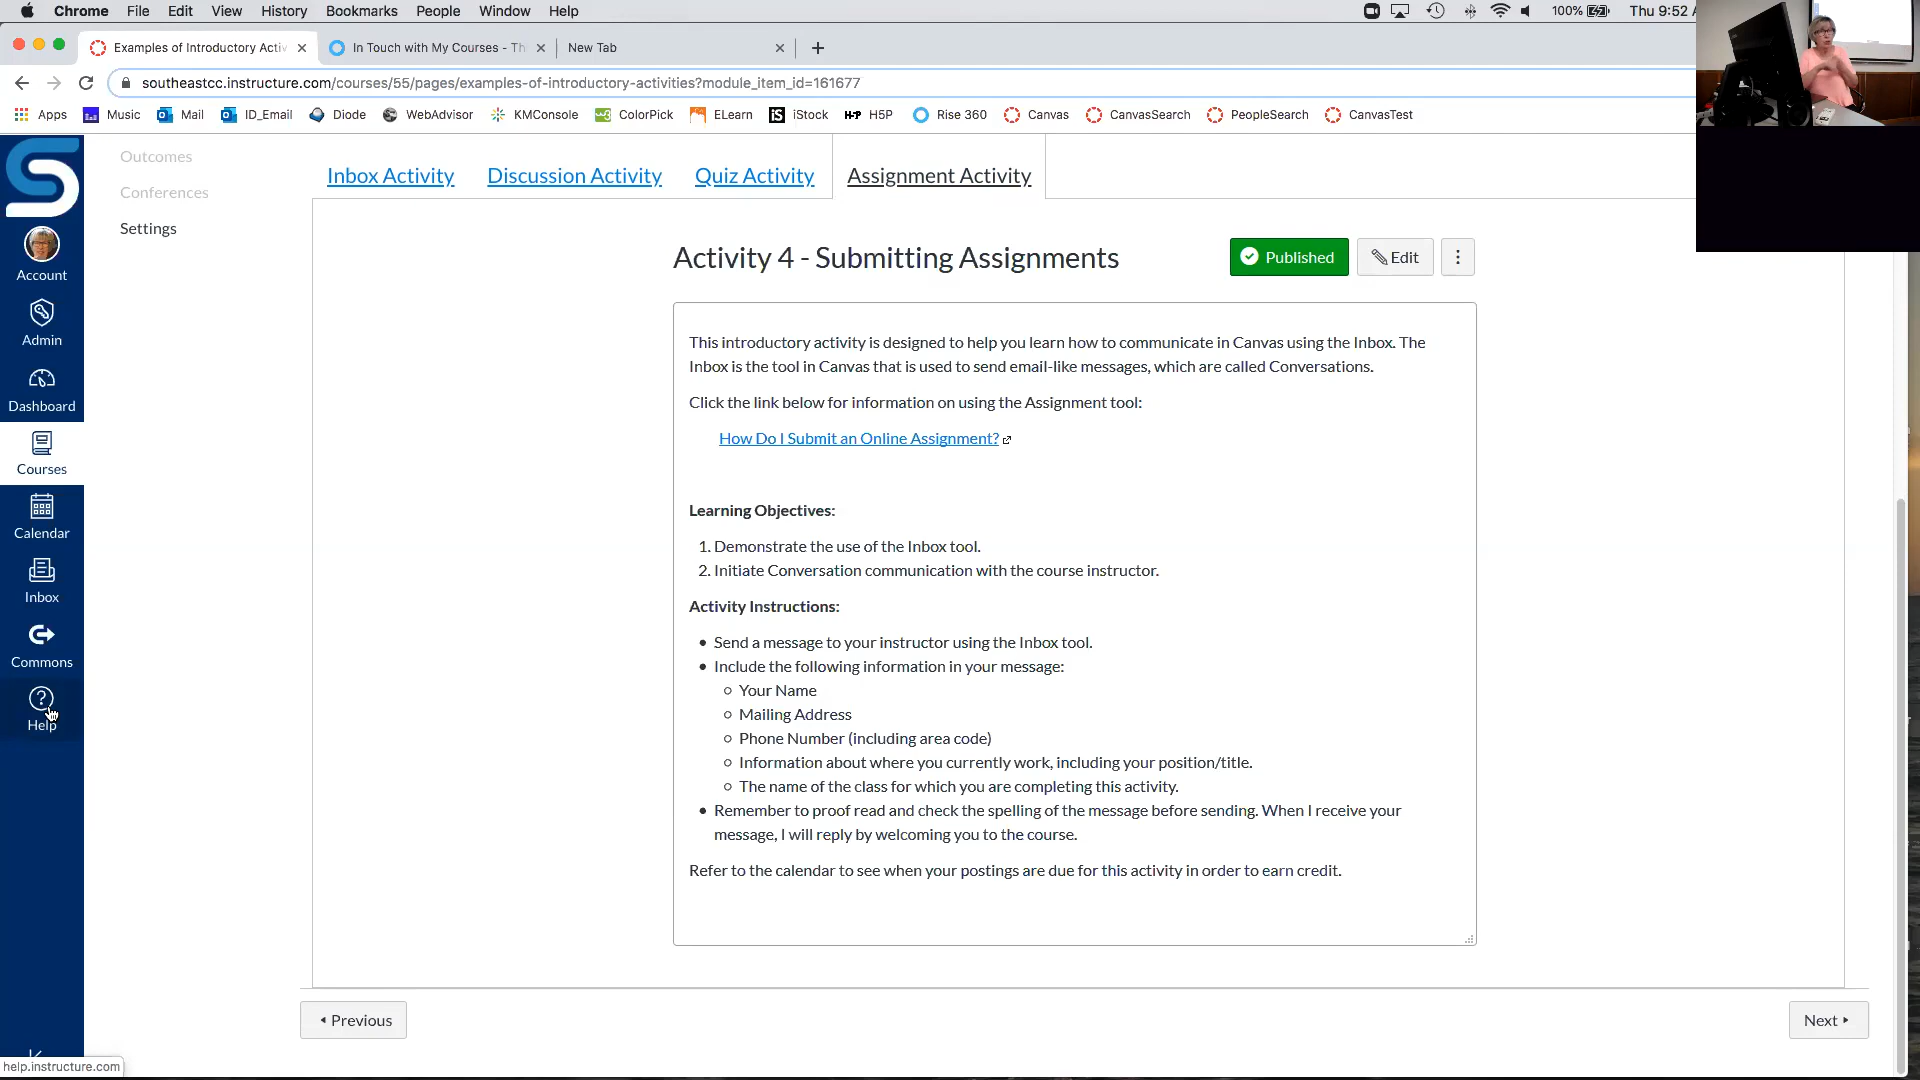 Chrome File Edit View History Bookmarks People Window Help 100% Thu 9:52
Examples of Introductory Activ In Touch with My Courses - Th New Tab
southeastcc.instructure.com/courses/55/pages/examples-of-introductory-activities?module_item_id=161677
Apps Music Mail ID_Email Diode WebAdvisor KMConsole ColorPick ELearn iStock H5P Rise 360 Canvas CanvasSearch PeopleSearch CanvasTest
Outcomes
Conferences
Settings
Account
Admin
Dashboard
Courses
Calendar
Inbox
Commons
Help
Inbox Activity Discussion Activity Quiz Activity Assignment Activity
Activity 4 - Submitting Assignments Published Edit
This introductory activity is designed to help you learn how to communicate in Canvas using the Inbox. The
Inbox is the tool in Canvas that is used to send email-like messages, which are called Conversations.
Click the link below for information on using the Assignment tool:
How Do I Submit an Online Assignment?
Learning Objectives:
1. Demonstrate the use of the Inbox tool.
2. Initiate Conversation communication with the course instructor.
Activity Instructions:
• Send a message to your instructor using the Inbox tool.
• Include the following information in your message:
○ Your Name
○ Mailing Address
○ Phone Number (including area code)
○ Information about where you currently work, including your position/title.
○ The name of the class for which you are completing this activity.
• Remember to proof read and check the spelling of the message before sending. When I receive your
message, I will reply by welcoming you to the course.
Refer to the calendar to see when your postings are due for this activity in order to earn credit.
Previous Next
help.instructure.com